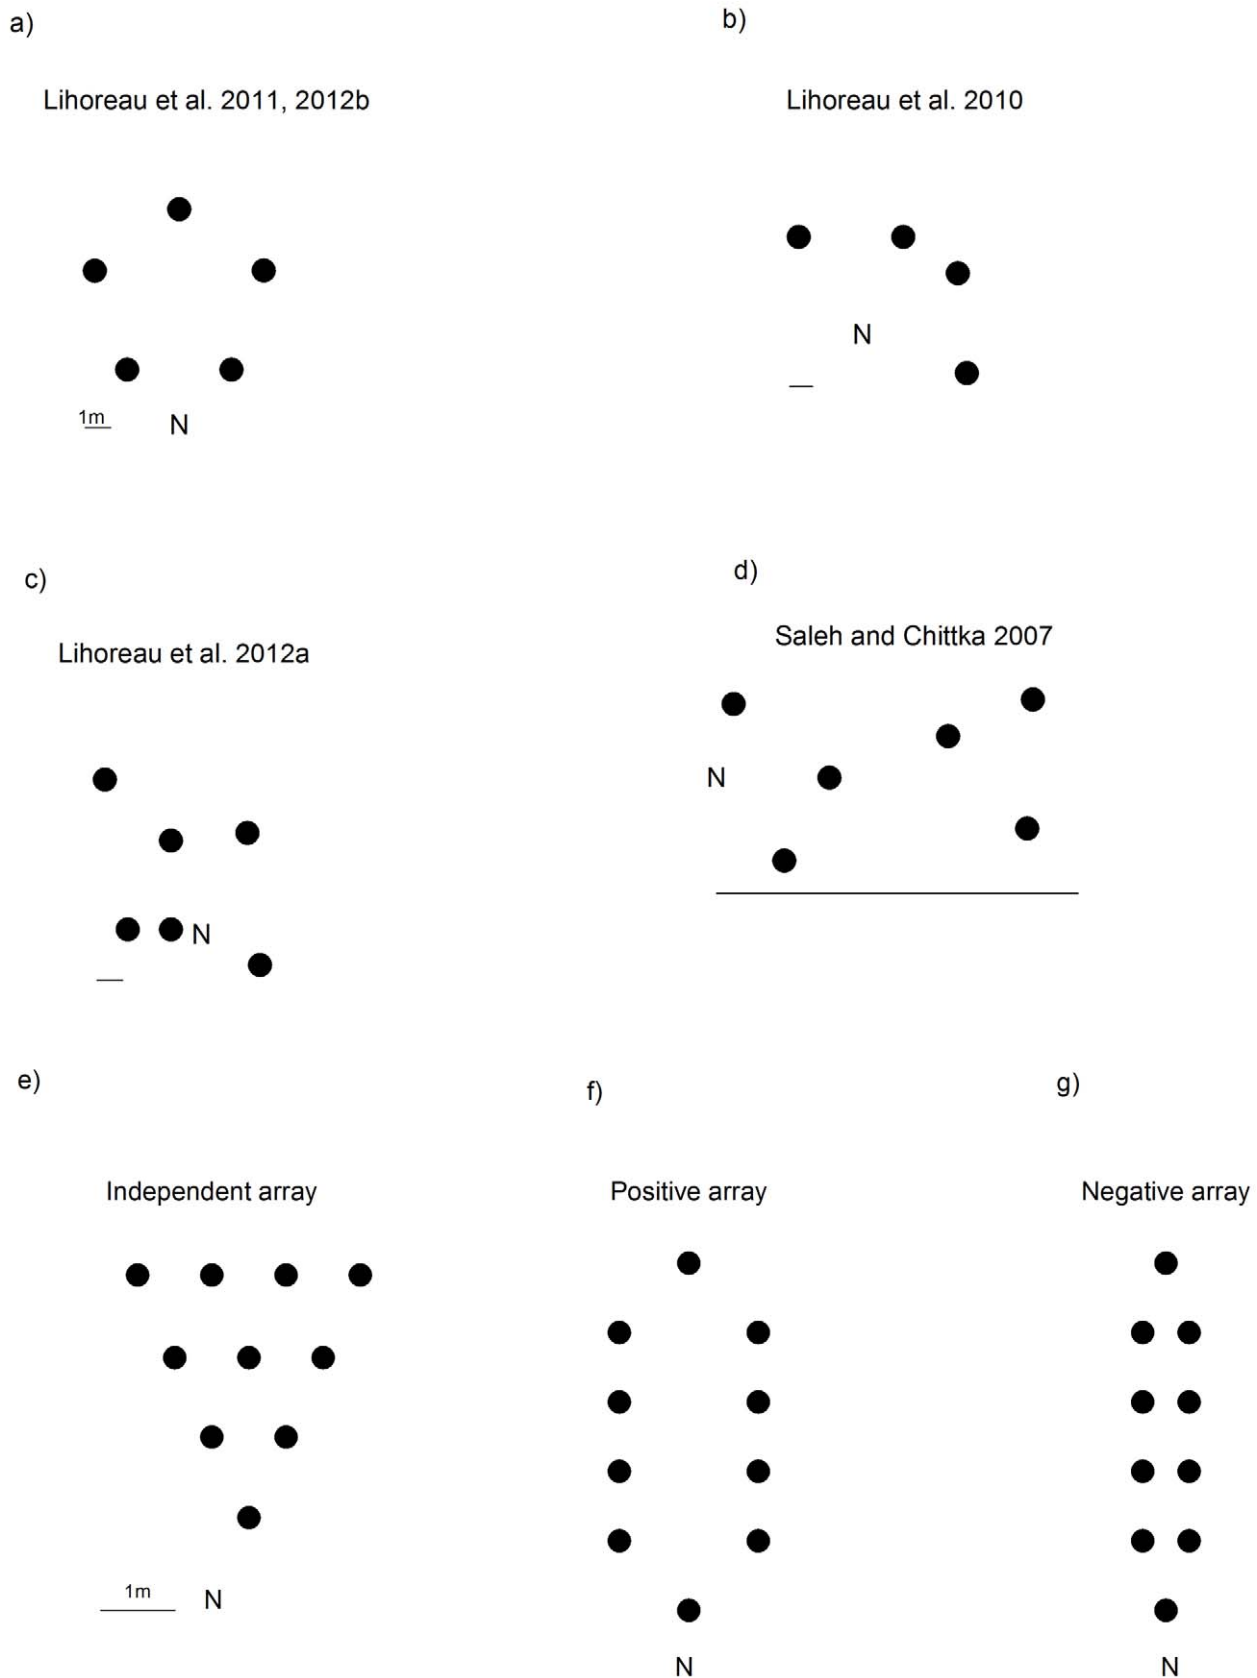 a)
Lihoreau et al. 2011, 2012b
1m
N
b)
Lihoreau et al. 2010
N
c)
Lihoreau et al. 2012a
N
d)
Saleh and Chittka 2007
N
e)
Independent array
1m
N
f)
Positive array
N
g)
Negative array
N